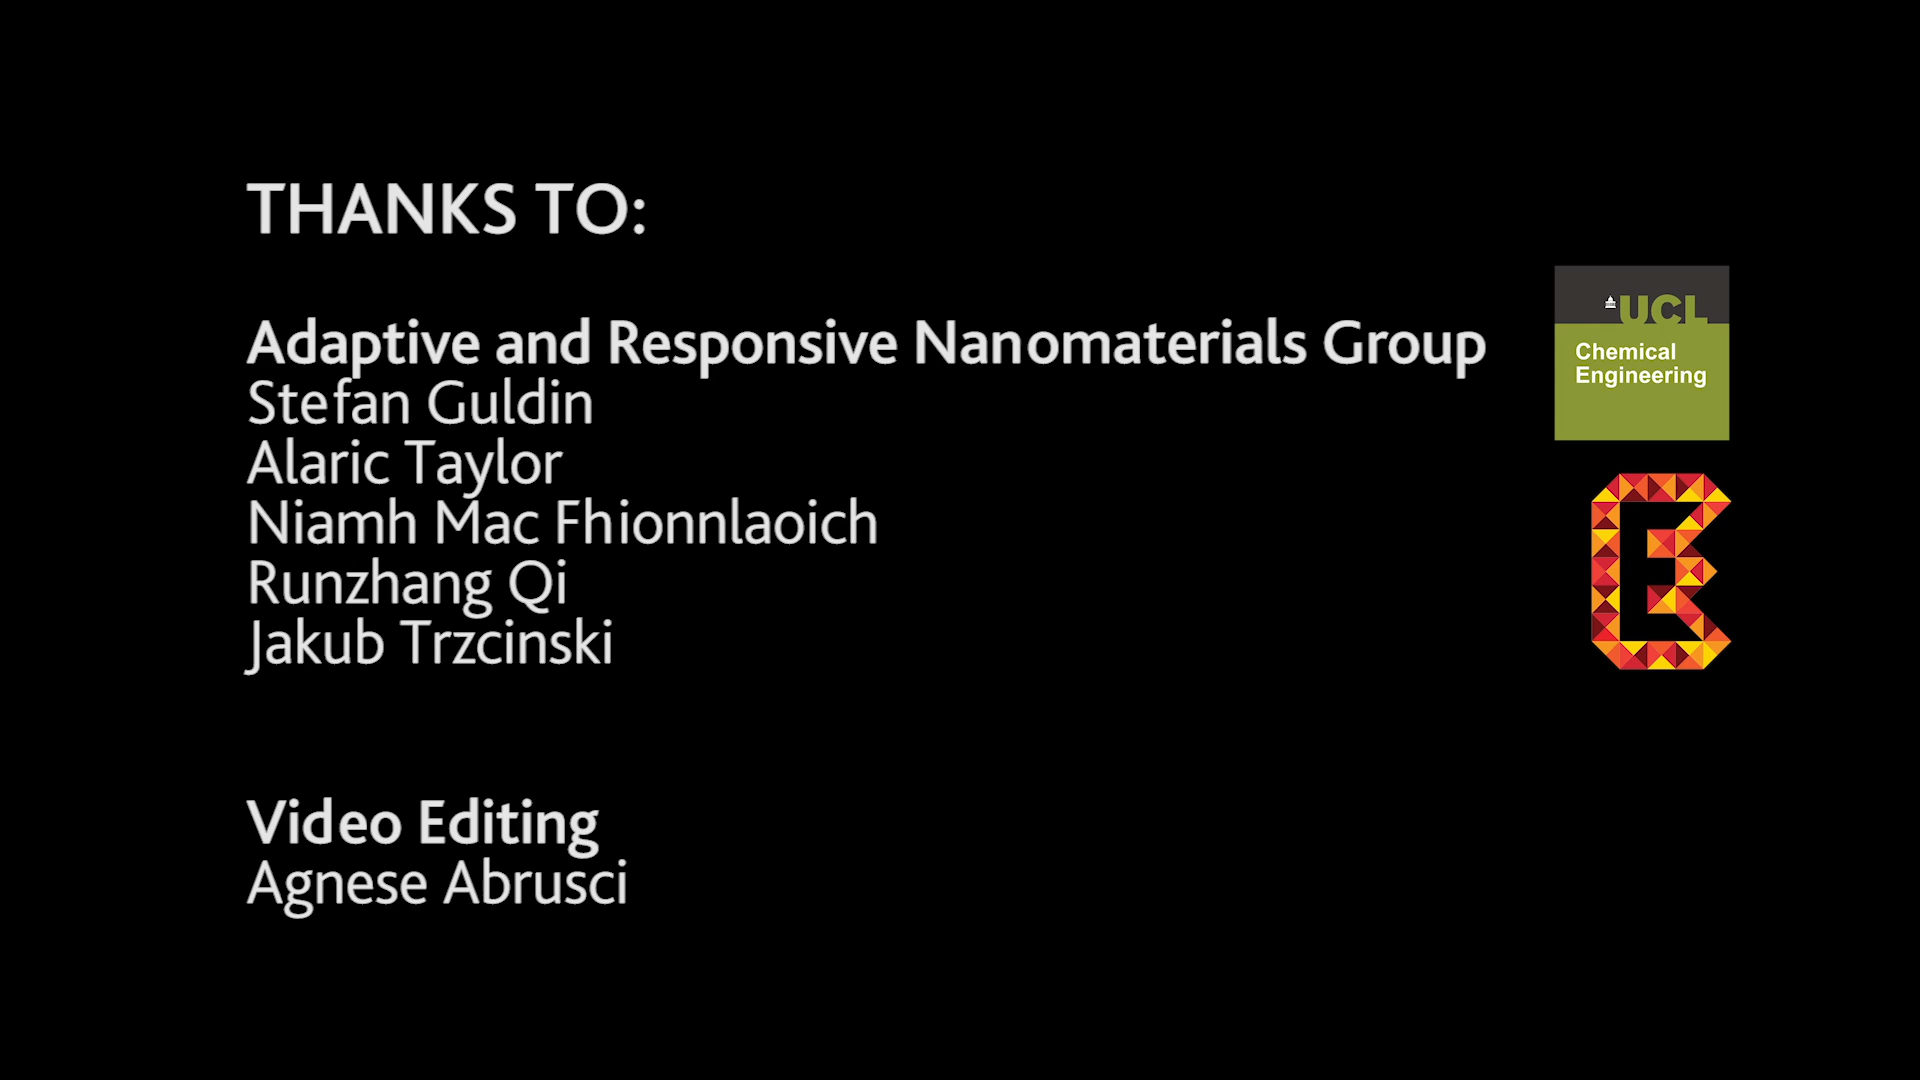 THANKS TO:
Adaptive and Responsive Nanomaterials Group
Stefan Guldin
Alaric Taylor
Niamh Mac Fhionnlaoich
Runzhang Qi
Jakub Trzcinski
Video Editing
Agnese Abrusci
UCL
Chemical
Engineering
E